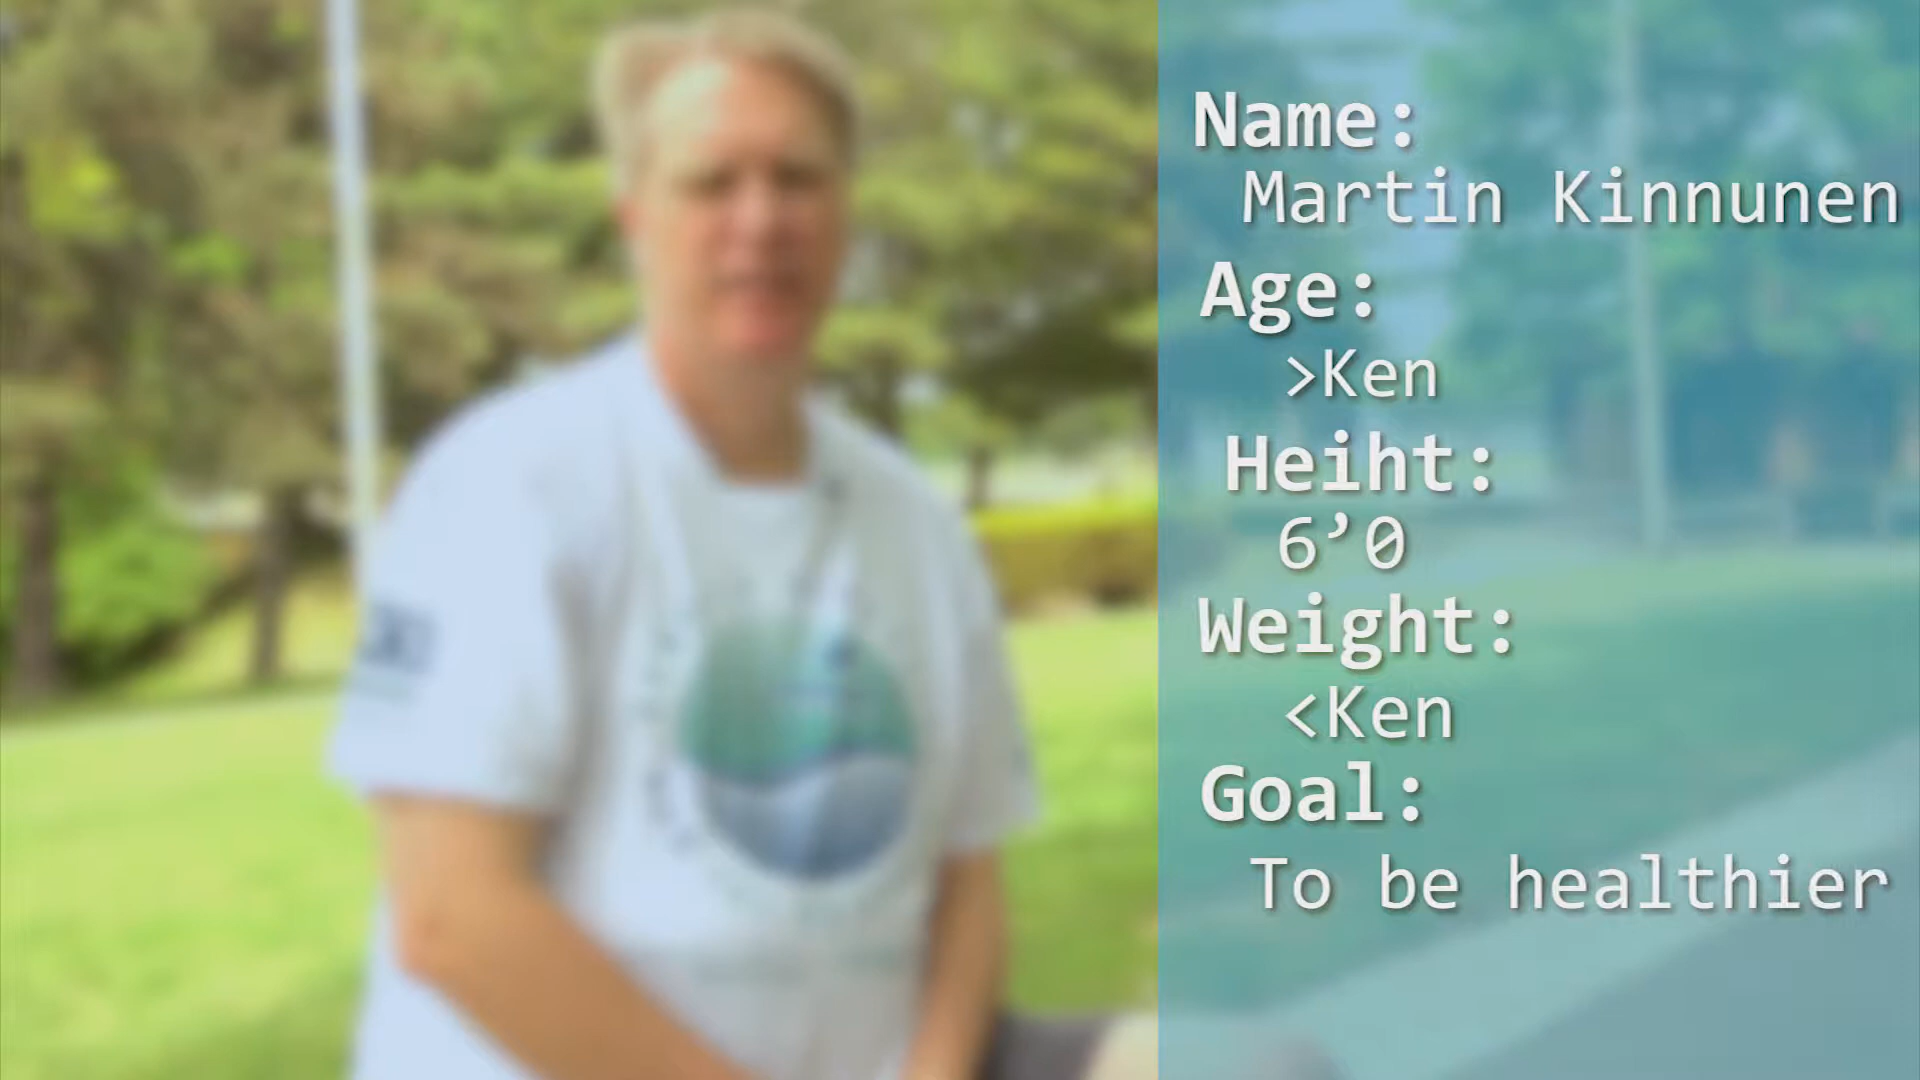 Name:
Martin Kinnunen
Age:
>Ken
Heiht:
6’0
Weight:
<Ken
Goal:
To be healthier